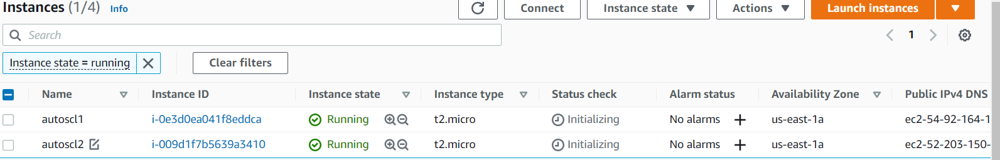 Instances (1/4) Info Connect Instance state Actions Launch instances
Search 1
Instance state = running Clear filters
Name Instance ID Instance state Instance type Status check Alarm status Availability Zone Public IPv4 DNS
autoscl1 i-0e3d0ea041f8eddca Running t2.micro Initializing No alarms us-east-1a ec2-54-92-164-1
autoscl2 i-009d1f7b5639a3410 Running t2.micro Initializing No alarms us-east-1a ec2-52-203-150-